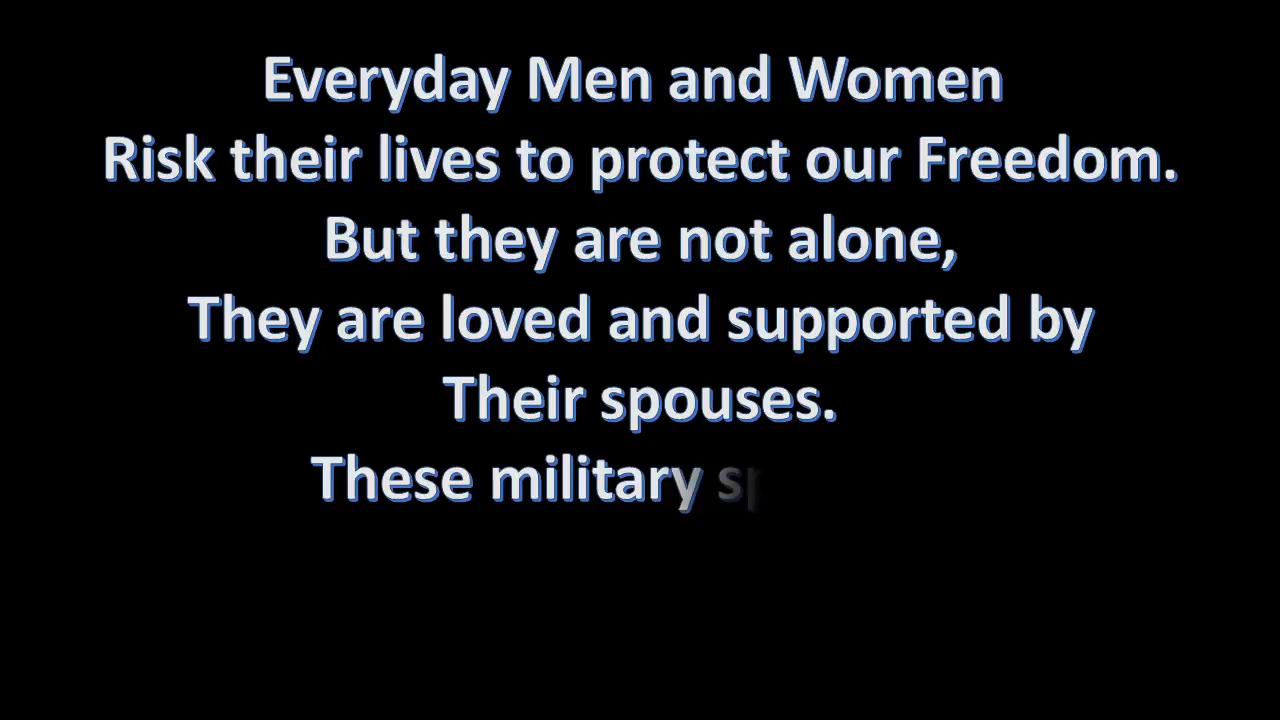 Everyday Men and Women
Risk their lives to protect our Freedom.
But they are not alone,
They are loved and supported by
Their spouses.
These military